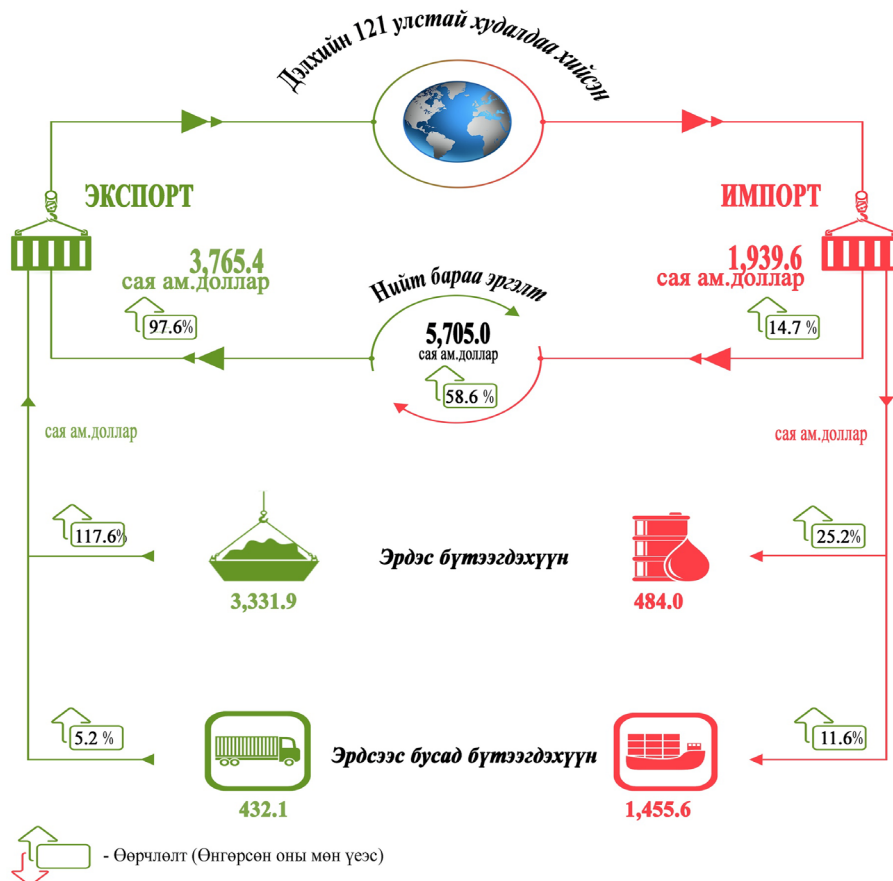 Дэлхийн 121 улстай худалдаа хийсэн
ЭКСПОРТ
ИМПОРТ
3,765.4
сая ам.доллар
97.6%
1,939.6
сая ам.доллар
14.7 %
Нийт бараа эргэлт
5,705.0
сая ам.доллар
58.6 %
сая ам.доллар
сая ам.доллар
117.6%
Эрдэс бүтээгдэхүүн
25.2%
3,331.9
484.0
5.2 %
Эрдсээс бусад бүтээгдэхүүн
11.6%
432.1
1,455.6
- Өөрчлөлт (Өнгөрсөн оны мөн үеэс)